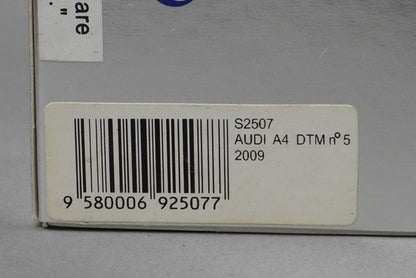 are
."
S2507
AUDI A4 DTM nº5
2009
9 580006 925077